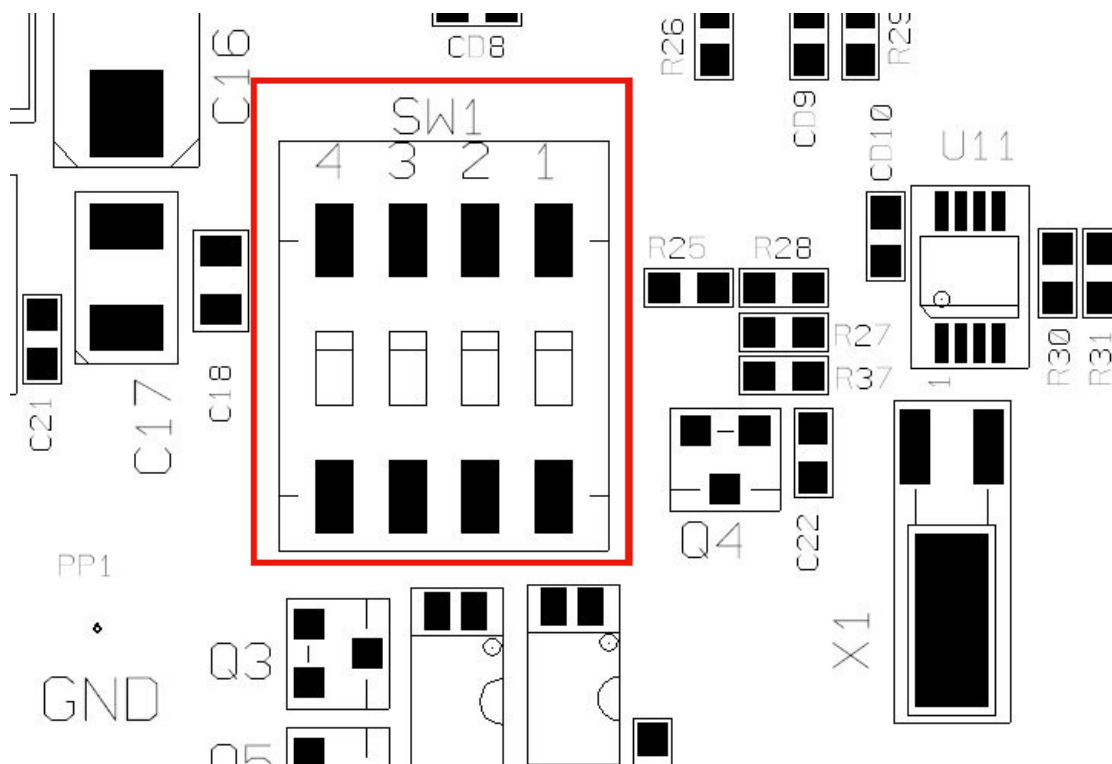 C16
CD8
R26
CD9
R29
SW1
4 3 2 1
CD10
U11
R25
R28
R27
R37
1
R30
R31
C21
C17
C18
Q4
C22
PP1
GND
Q3
X1
Q5